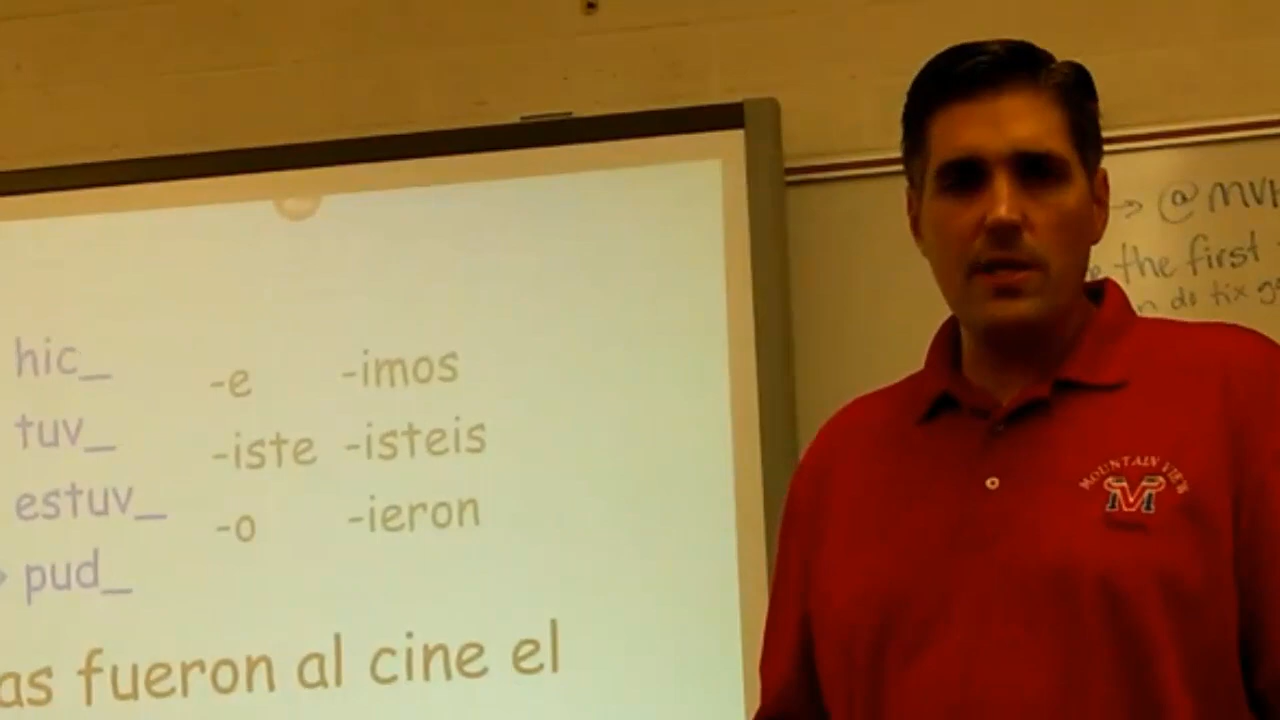 hic_ -e -imos
tuv_ -iste -isteis
estuv_ -o -ieron
pud_
as fueron al cine el
→ @MVH
the first
do tix
MOUNTAIN VIEW
M